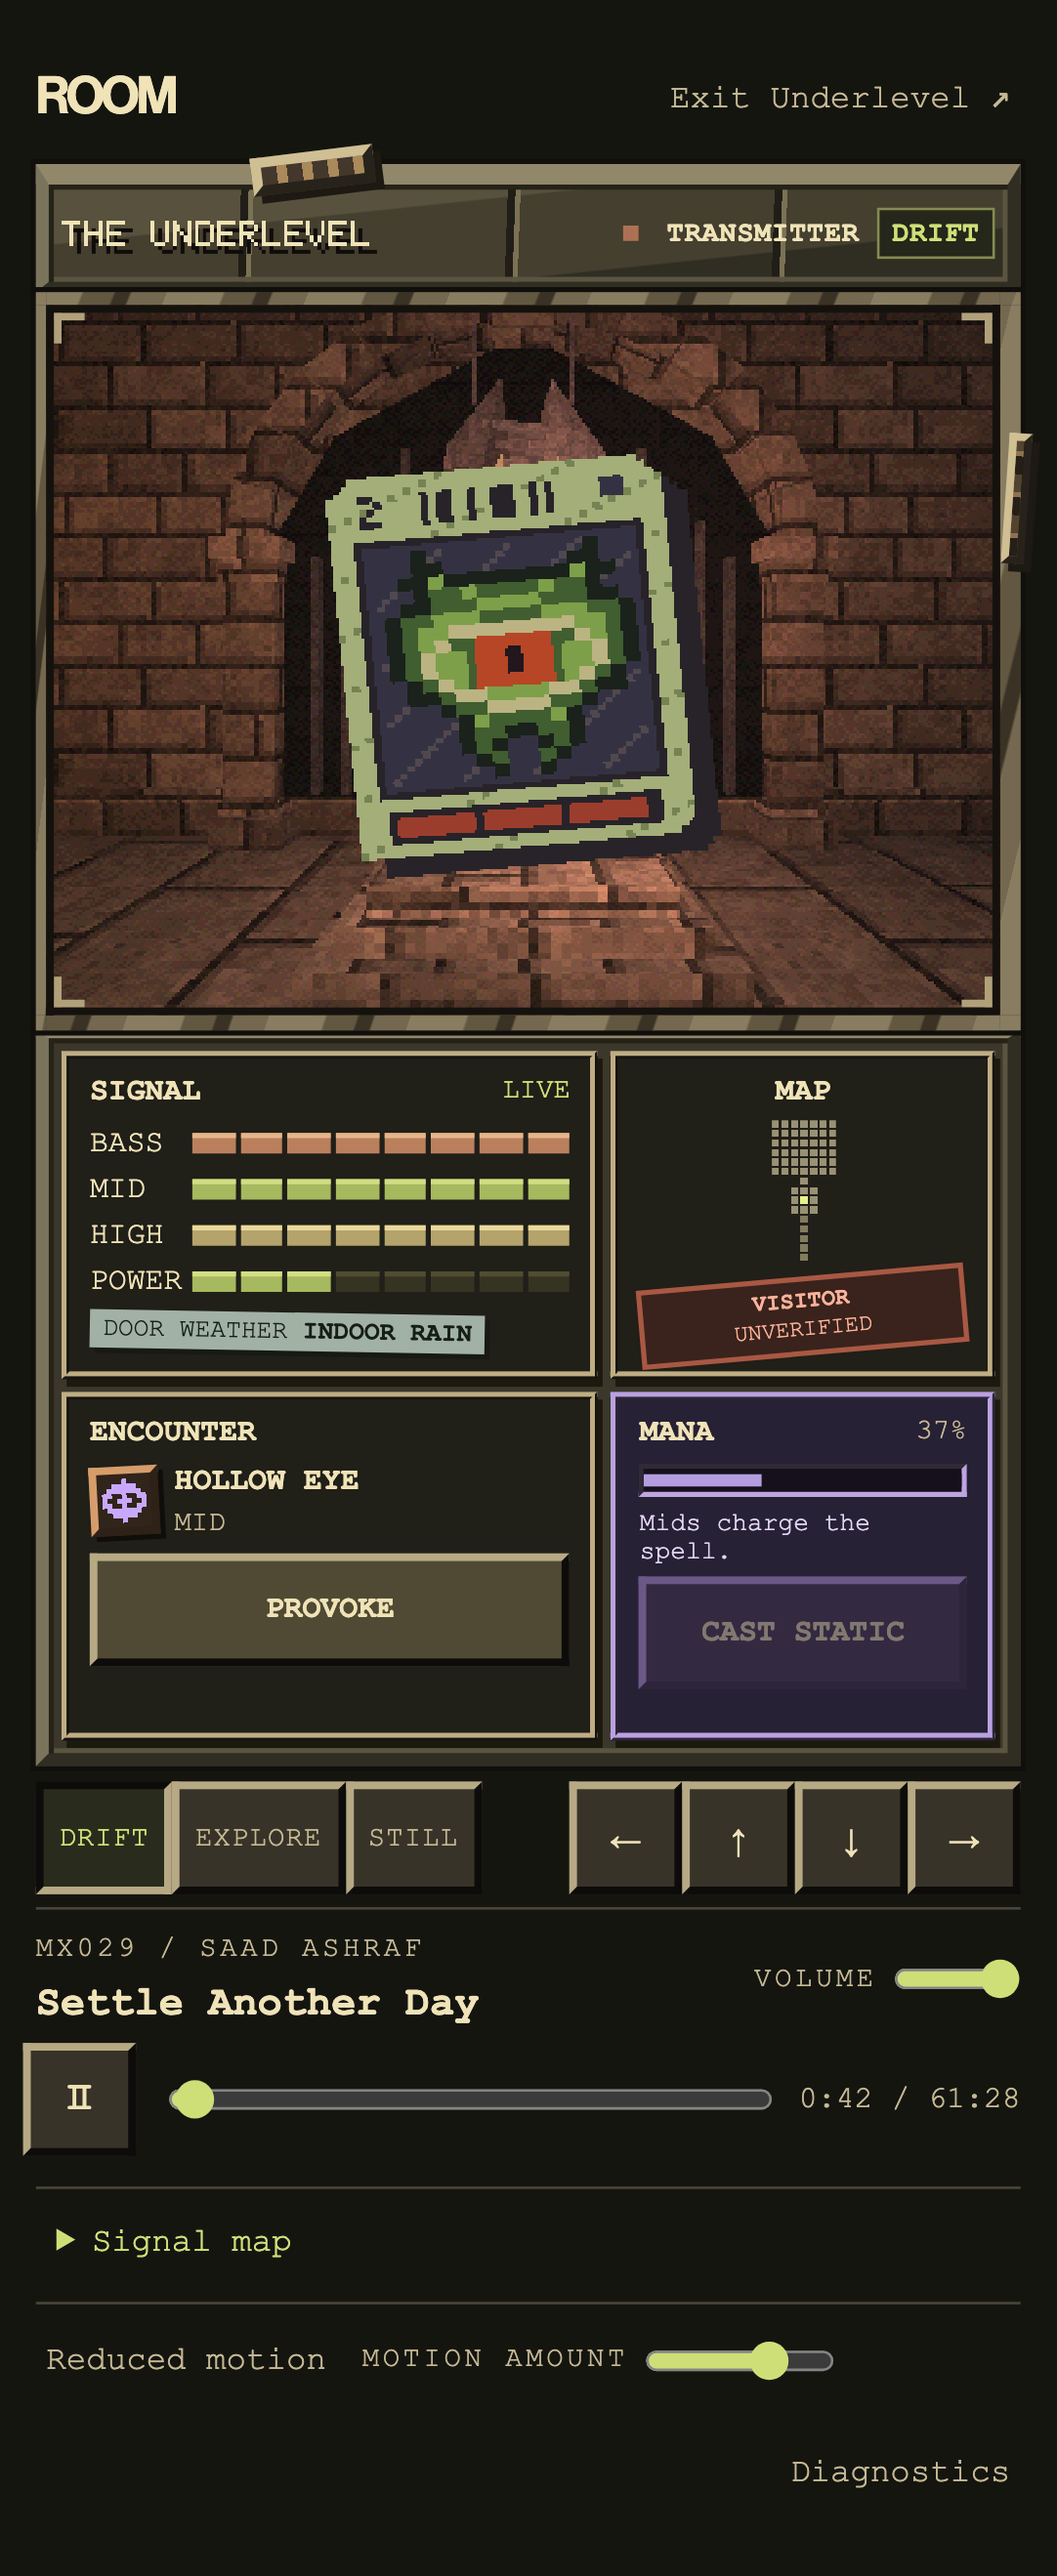 ROOM
Exit Underlevel ↗
THE UNDERLEVEL
TRANSMITTER DRIFT
2
SIGNAL LIVE
BASS
MID
HIGH
POWER
DOOR WEATHER INDOOR RAIN
MAP
VISITOR
UNVERIFIED
ENCOUNTER
HOLLOW EYE
MID
PROVOKE
MANA 37%
Mids charge the
spell.
CAST STATIC
DRIFT EXPLORE STILL ← ↑ ↓ →
MX029 / SAAD ASHRAF
Settle Another Day
VOLUME
0:42 / 61:28
Signal map
Reduced motion MOTION AMOUNT
Diagnostics